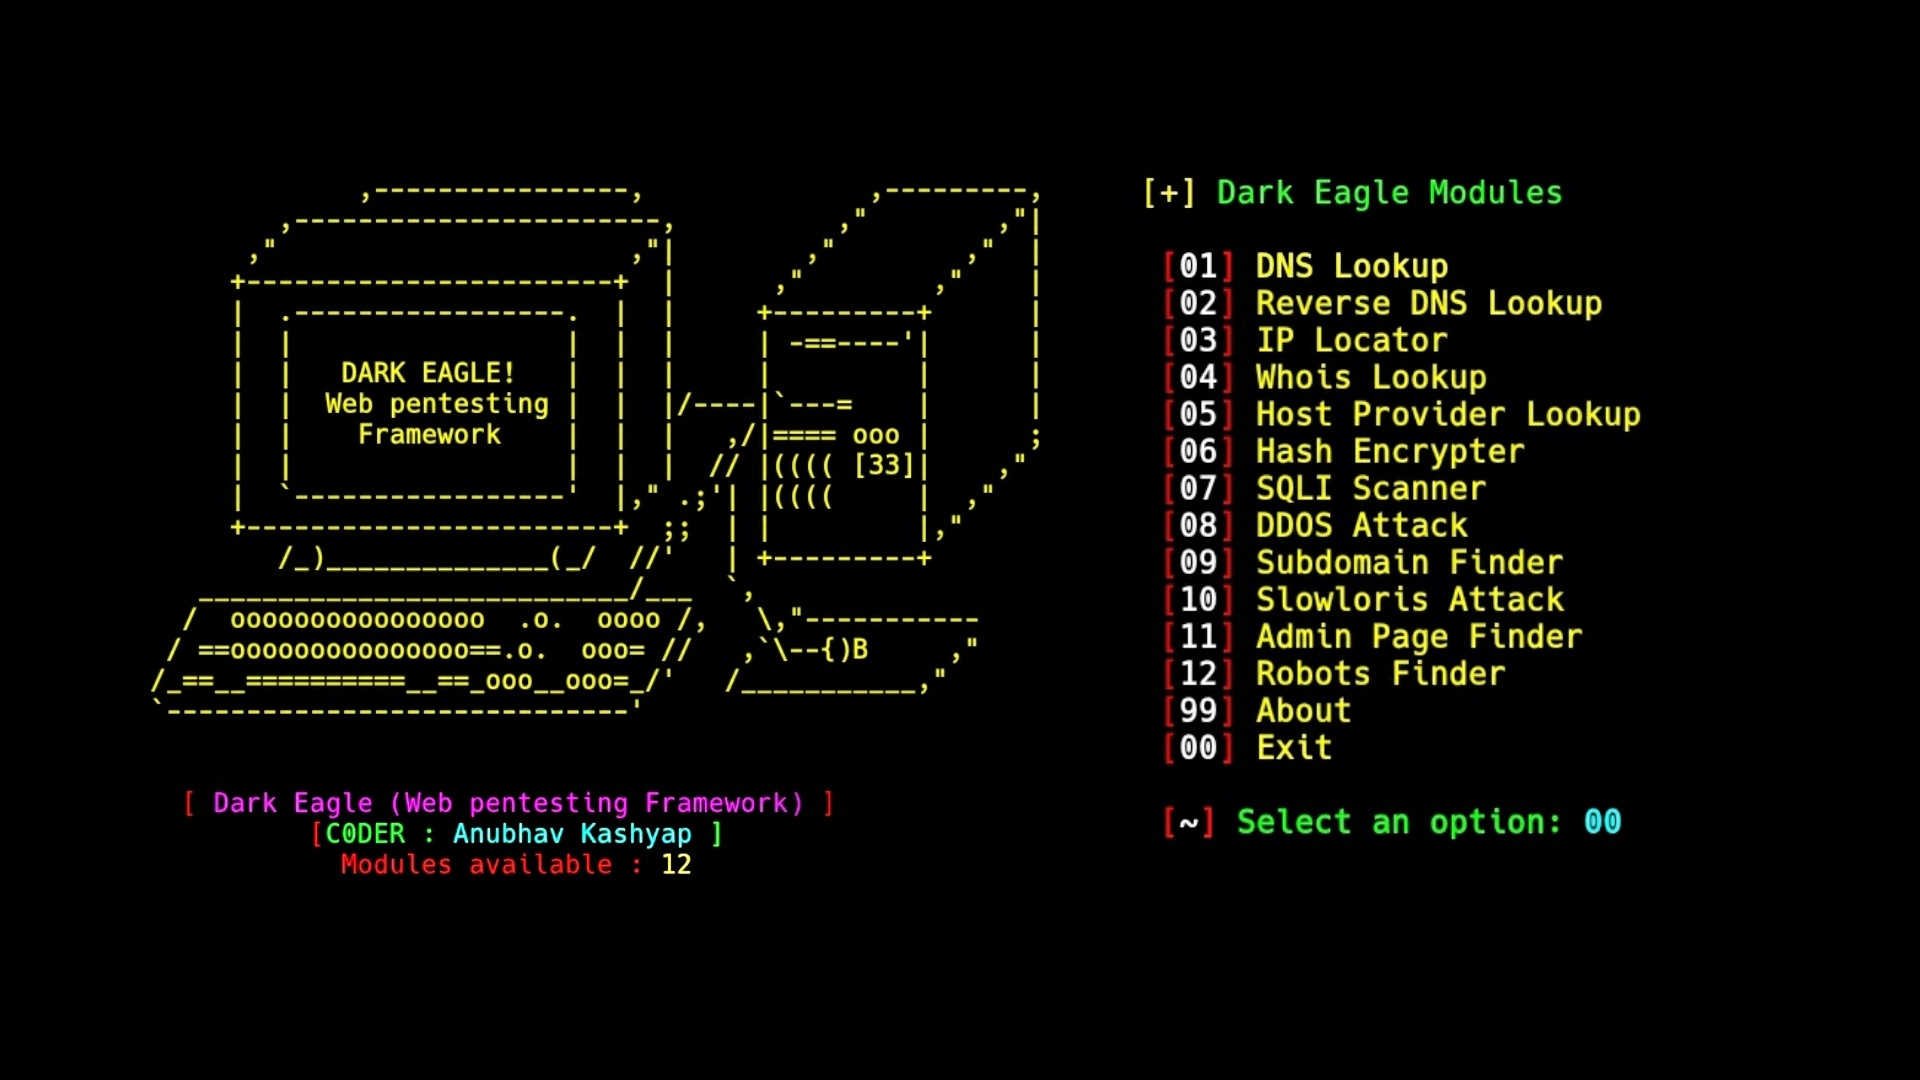 DARK EAGLE!
Web pentesting
Framework
[33]
[ Dark Eagle (Web pentesting Framework) ]
[C0DER : Anubhav Kashyap ]
Modules available : 12
[+] Dark Eagle Modules
[01] DNS Lookup
[02] Reverse DNS Lookup
[03] IP Locator
[04] Whois Lookup
[05] Host Provider Lookup
[06] Hash Encrypter
[07] SQLI Scanner
[08] DDOS Attack
[09] Subdomain Finder
[10] Slowloris Attack
[11] Admin Page Finder
[12] Robots Finder
[99] About
[00] Exit
[~] Select an option: 00